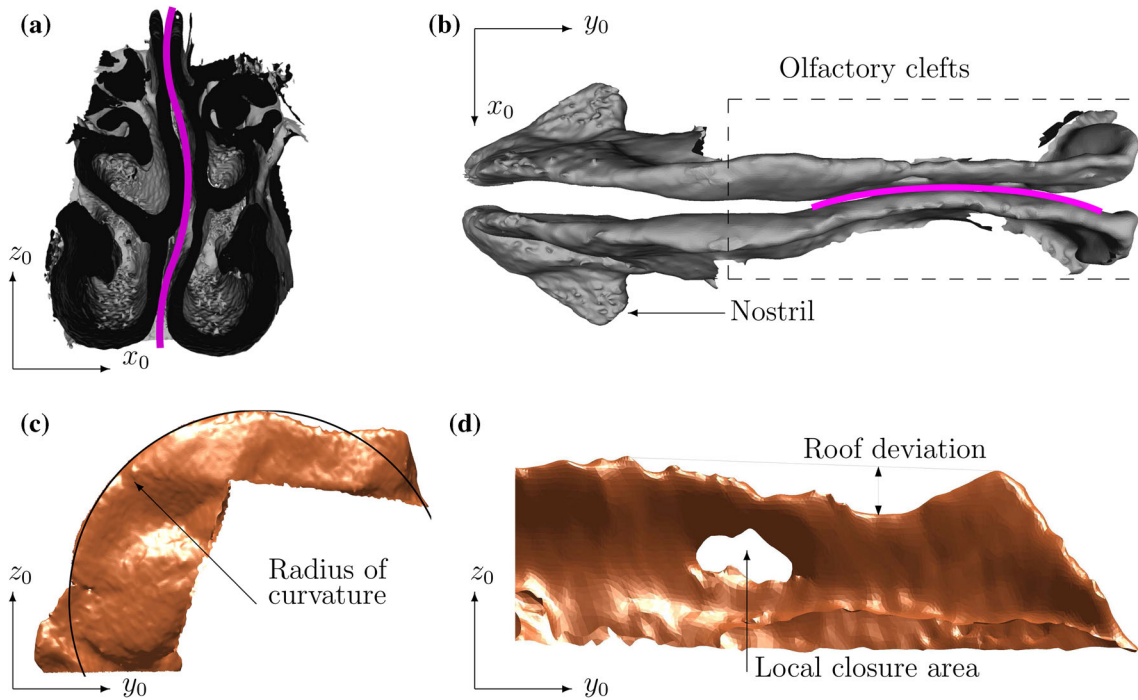 (a)
z₀
x₀
(b)
y₀
x₀
Olfactory clefts
Nostril
(c)
Radius of
curvature
z₀
y₀
(d)
Roof deviation
z₀
y₀
Local closure area